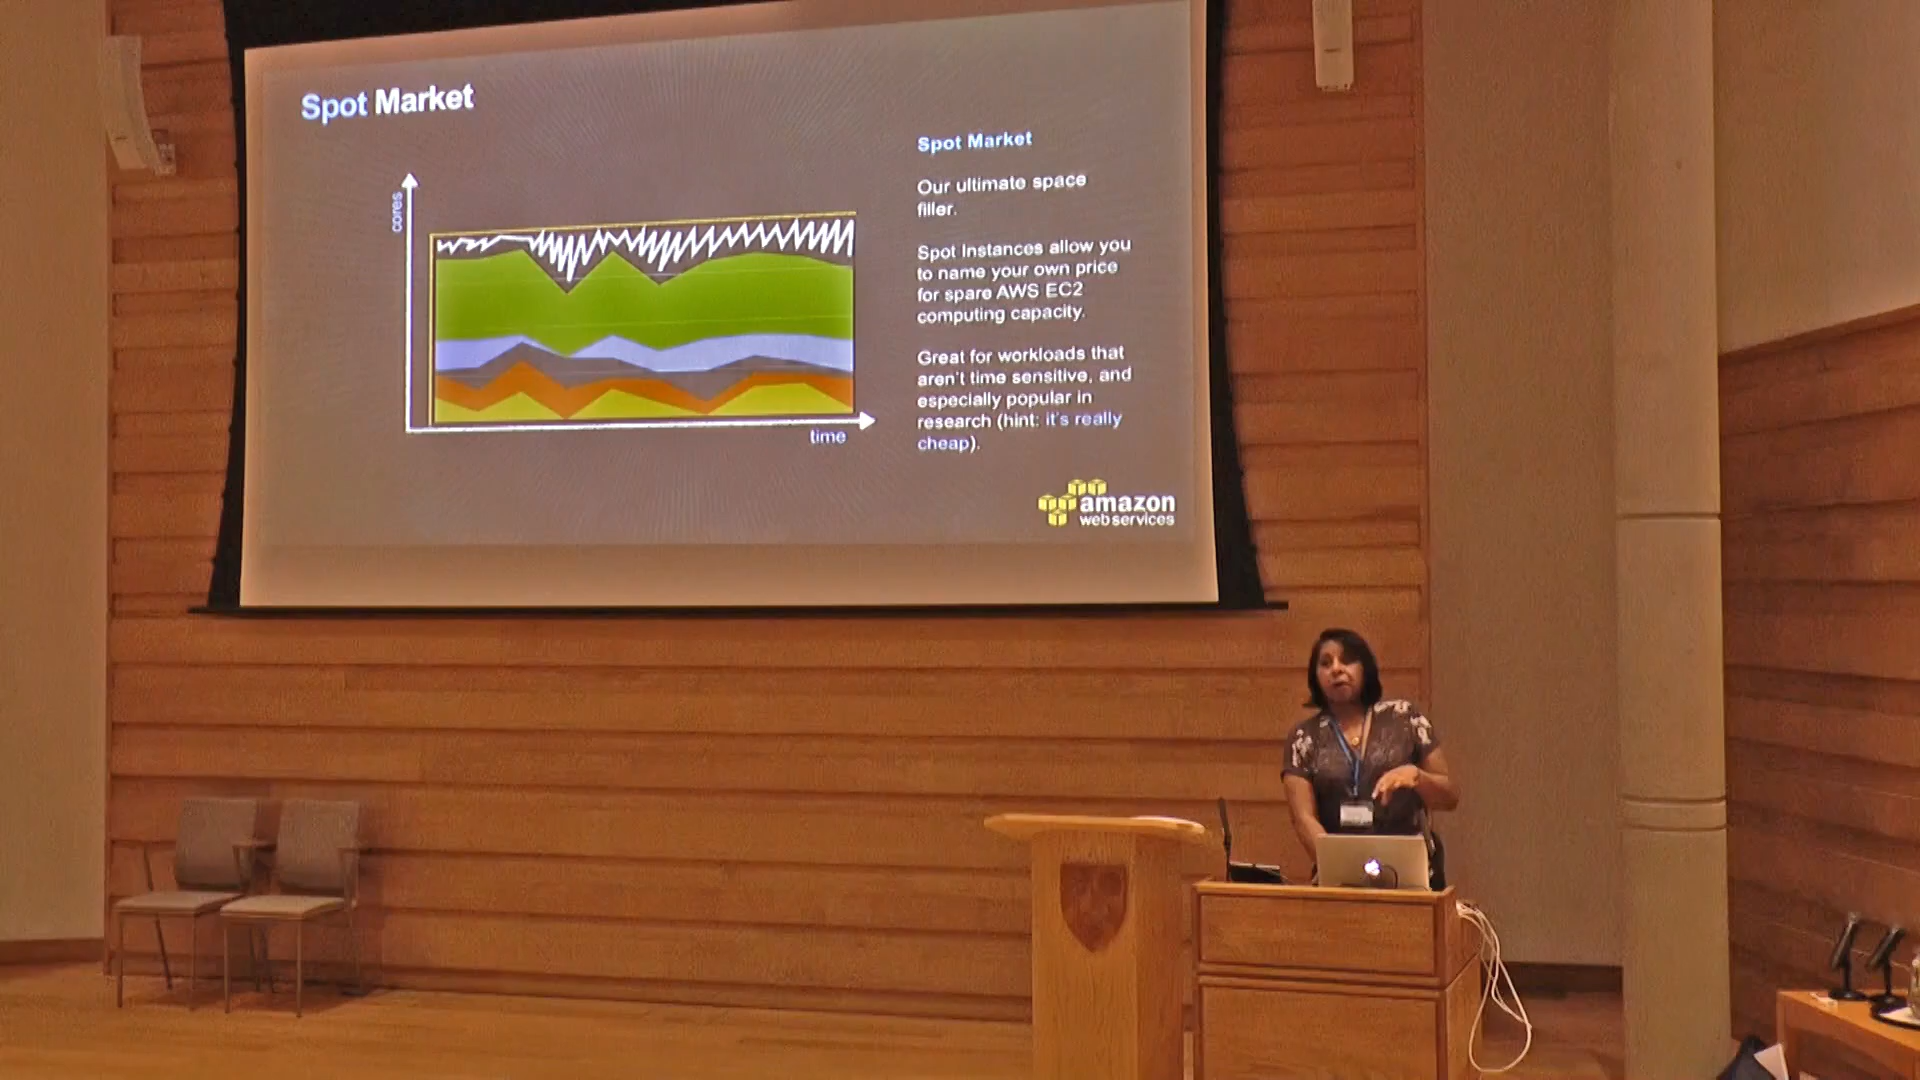 Spot Market
cores
time
Spot Market
Our ultimate space
filler.
Spot Instances allow you
to name your own price
for spare AWS EC2
computing capacity.
Great for workloads that
aren't time sensitive, and
especially popular in
research (hint: it's really
cheap).
amazon
webservices